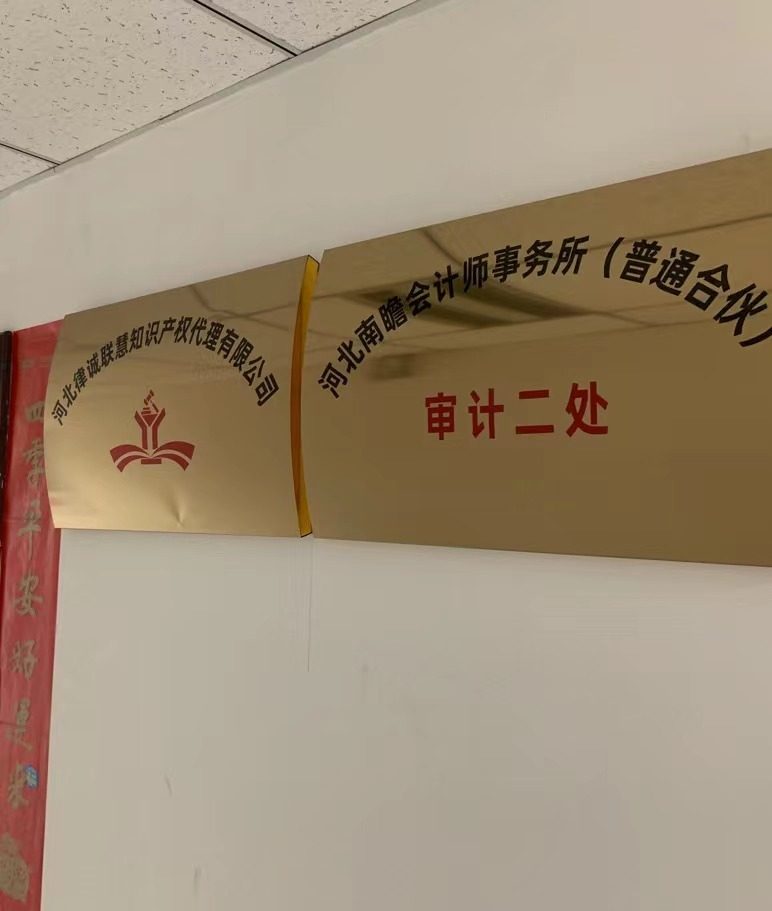 河北律诚联慧知识产权代理有限公司
河北南瞻会计师事务所（普通合伙）
审计二处
四季平安好运来